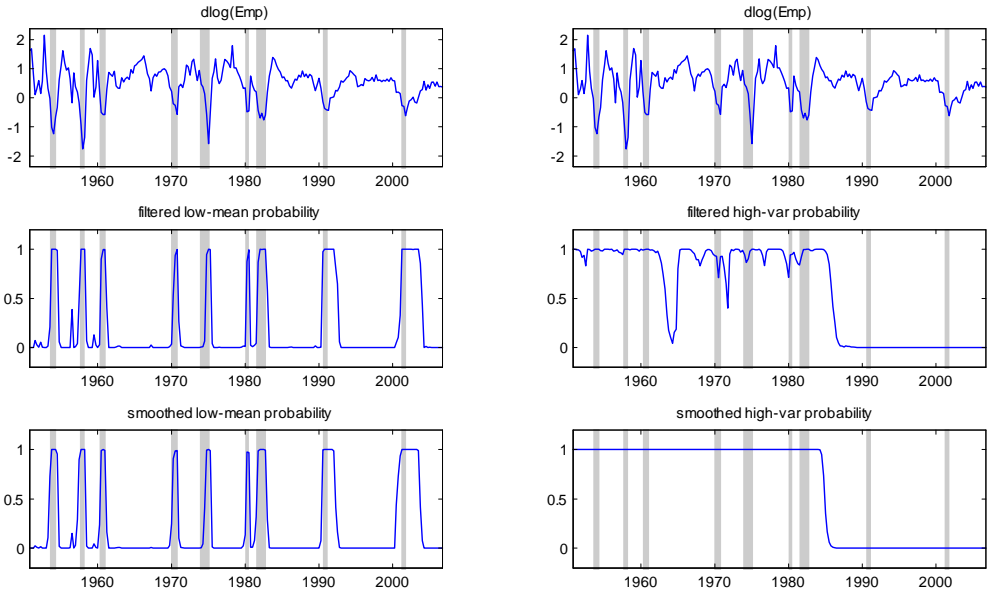 dlog(Emp)
2
1
0
-1
-2
1960 1970 1980 1990 2000
filtered low-mean probability
1
0.5
0
1960 1970 1980 1990 2000
smoothed low-mean probability
1
0.5
0
1960 1970 1980 1990 2000
dlog(Emp)
2
1
0
-1
-2
1960 1970 1980 1990 2000
filtered high-var probability
1
0.5
0
1960 1970 1980 1990 2000
smoothed high-var probability
1
0.5
0
1960 1970 1980 1990 2000